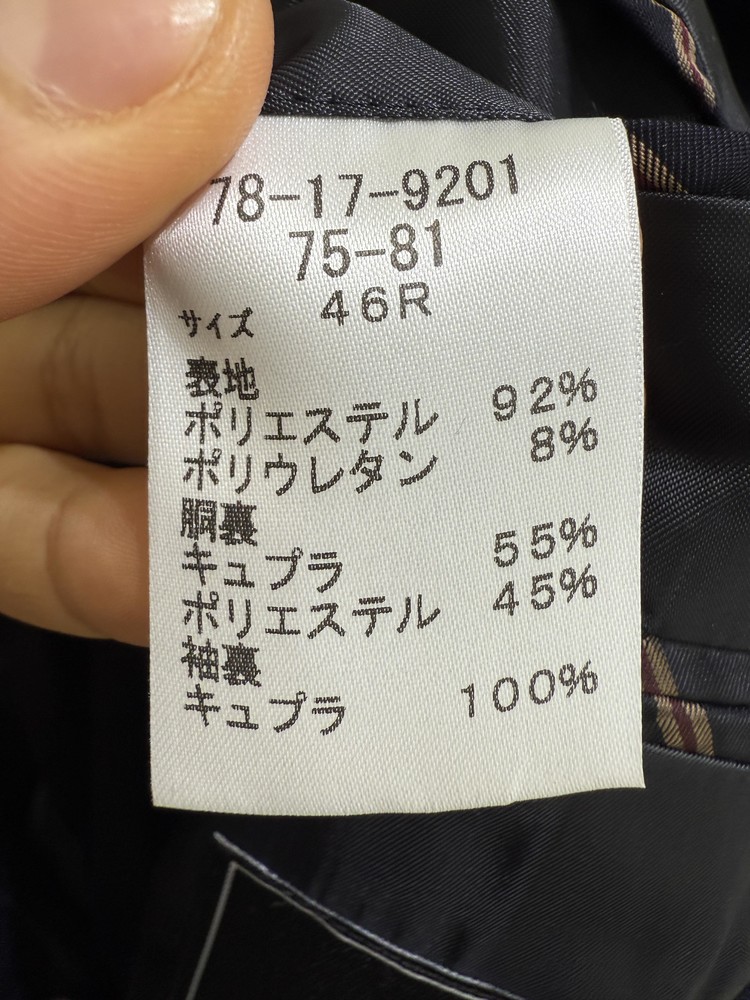 78-17-9201
75-81
サイズ 46R
表地
ポリエステル 92%
ポリウレタン 8%
胴裏
キュプラ 55%
ポリエステル 45%
袖裏
キュプラ 100%